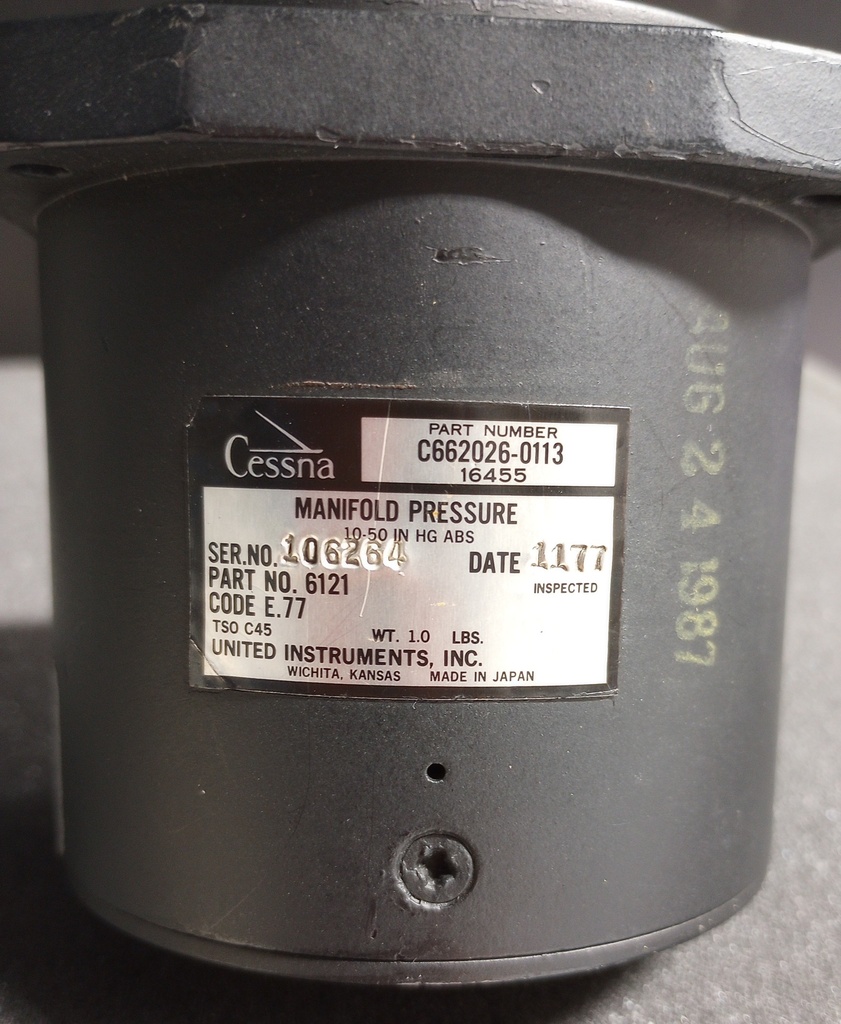 Cessna
PART NUMBER
C662026-0113
16455
MANIFOLD PRESSURE
10-50 IN HG ABS
SER.NO. 106264 DATE 1177
PART NO. 6121 INSPECTED
CODE E.77
TSO C45 WT. 1.0 LBS.
UNITED INSTRUMENTS, INC.
WICHITA, KANSAS MADE IN JAPAN
AUG 24 1987